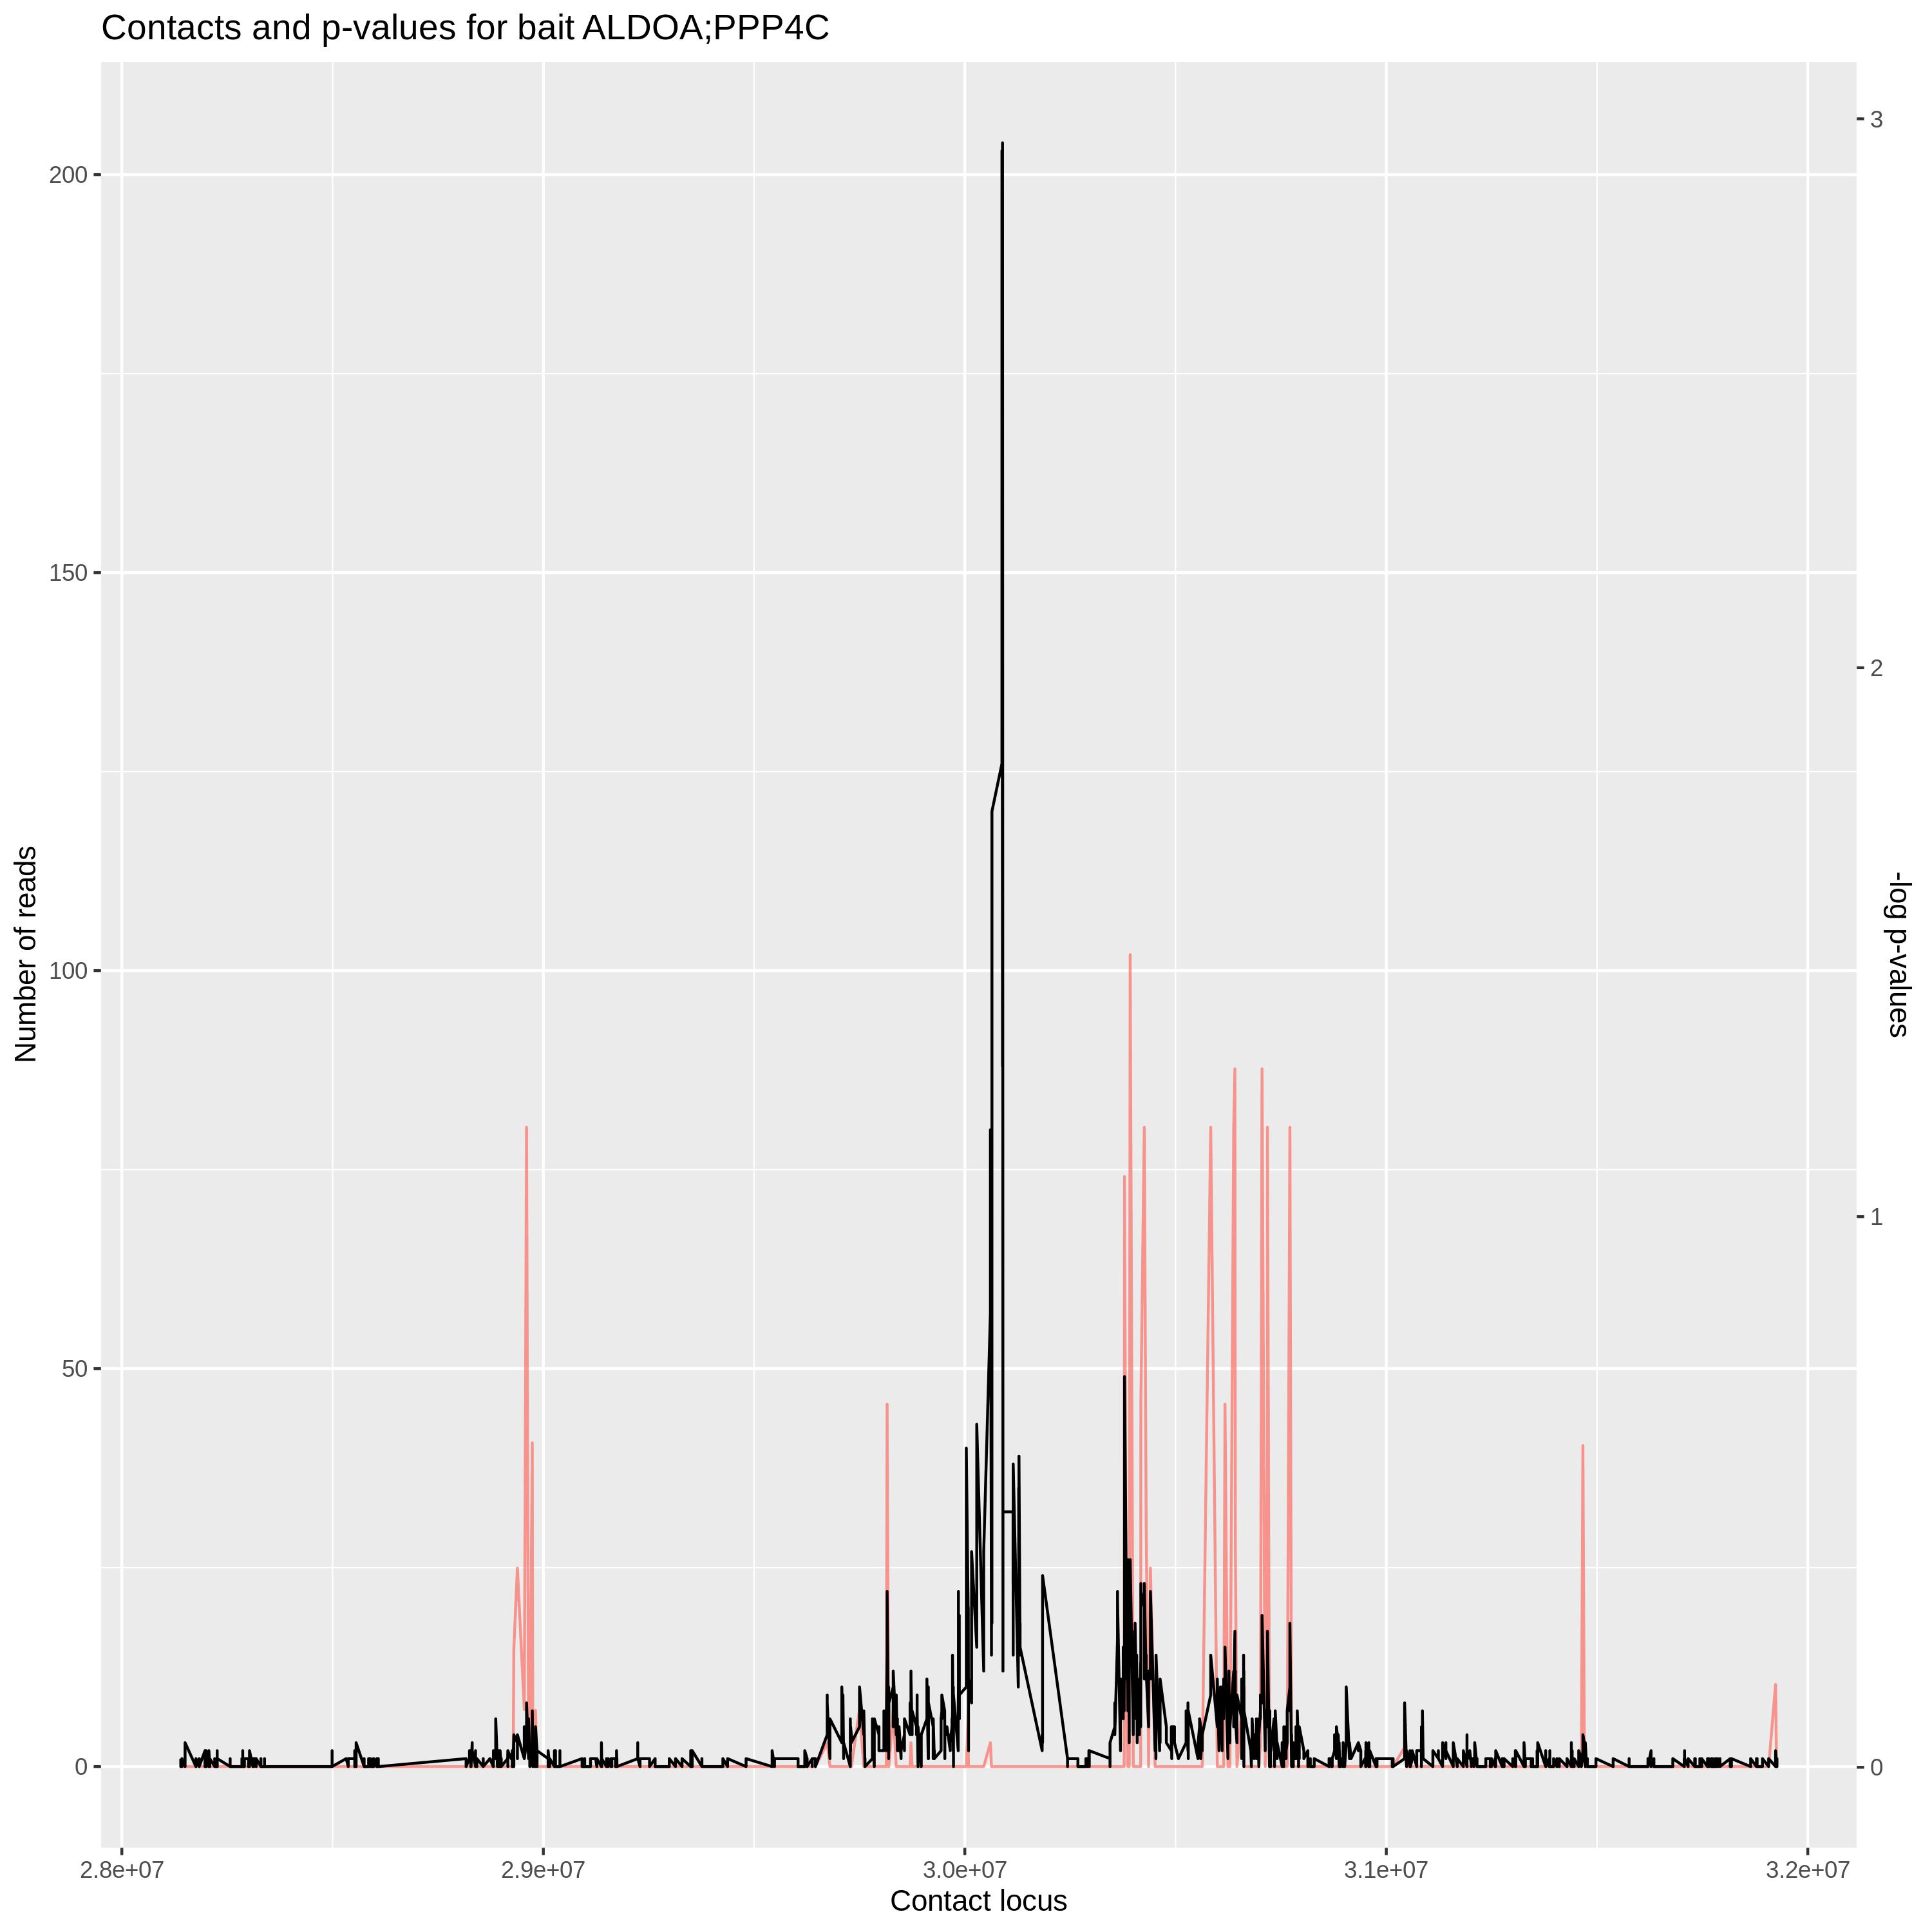 Contacts and p-values for bait ALDOA;PPP4C
3
200
150
2
Number of reads
-log p-values
100
1
50
0
0
2.8e+07 2.9e+07 3.0e+07 3.1e+07 3.2e+07
Contact locus